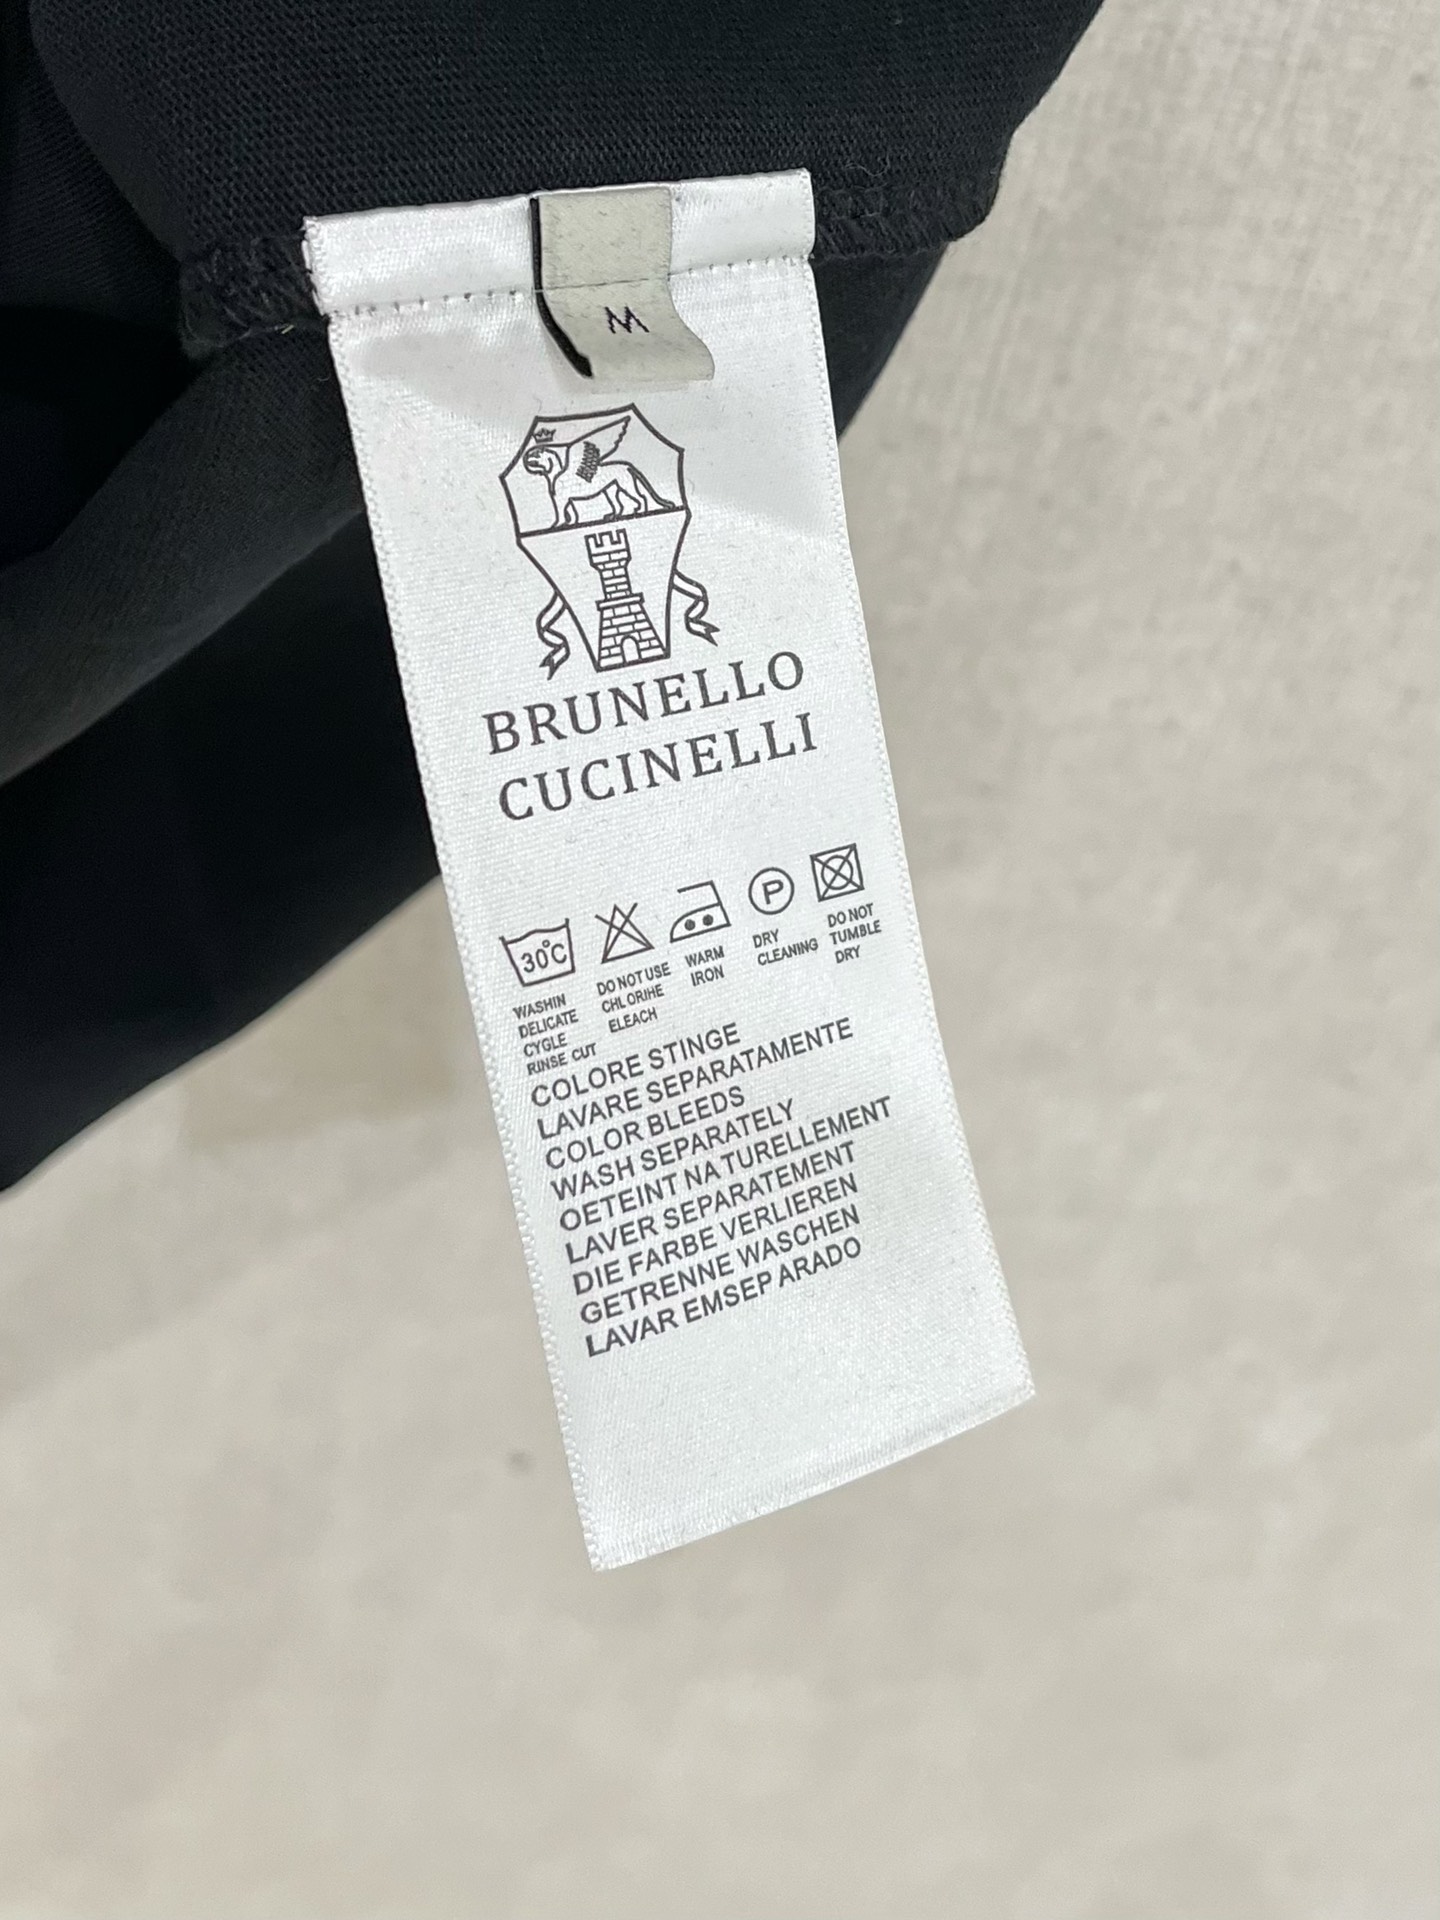 M
BRUNELLO
CUCINELLI
30°C
P
WASHIN
DELICATE
CYGLE
RINSE CUT
DO NOT USE
CHLORIHE
ELEACH
WARM
IRON
DRY
CLEANING
DO NOT
TUMBLE
DRY
COLORE STINGE
LAVARE SEPARATAMENTE
COLOR BLEEDS
WASH SEPARATELY
OETEINT NATURELLEMENT
LAVER SEPARATEMENT
DIE FARBE VERLIEREN
GETRENNE WASCHEN
LAVAR EMSEP ARADO